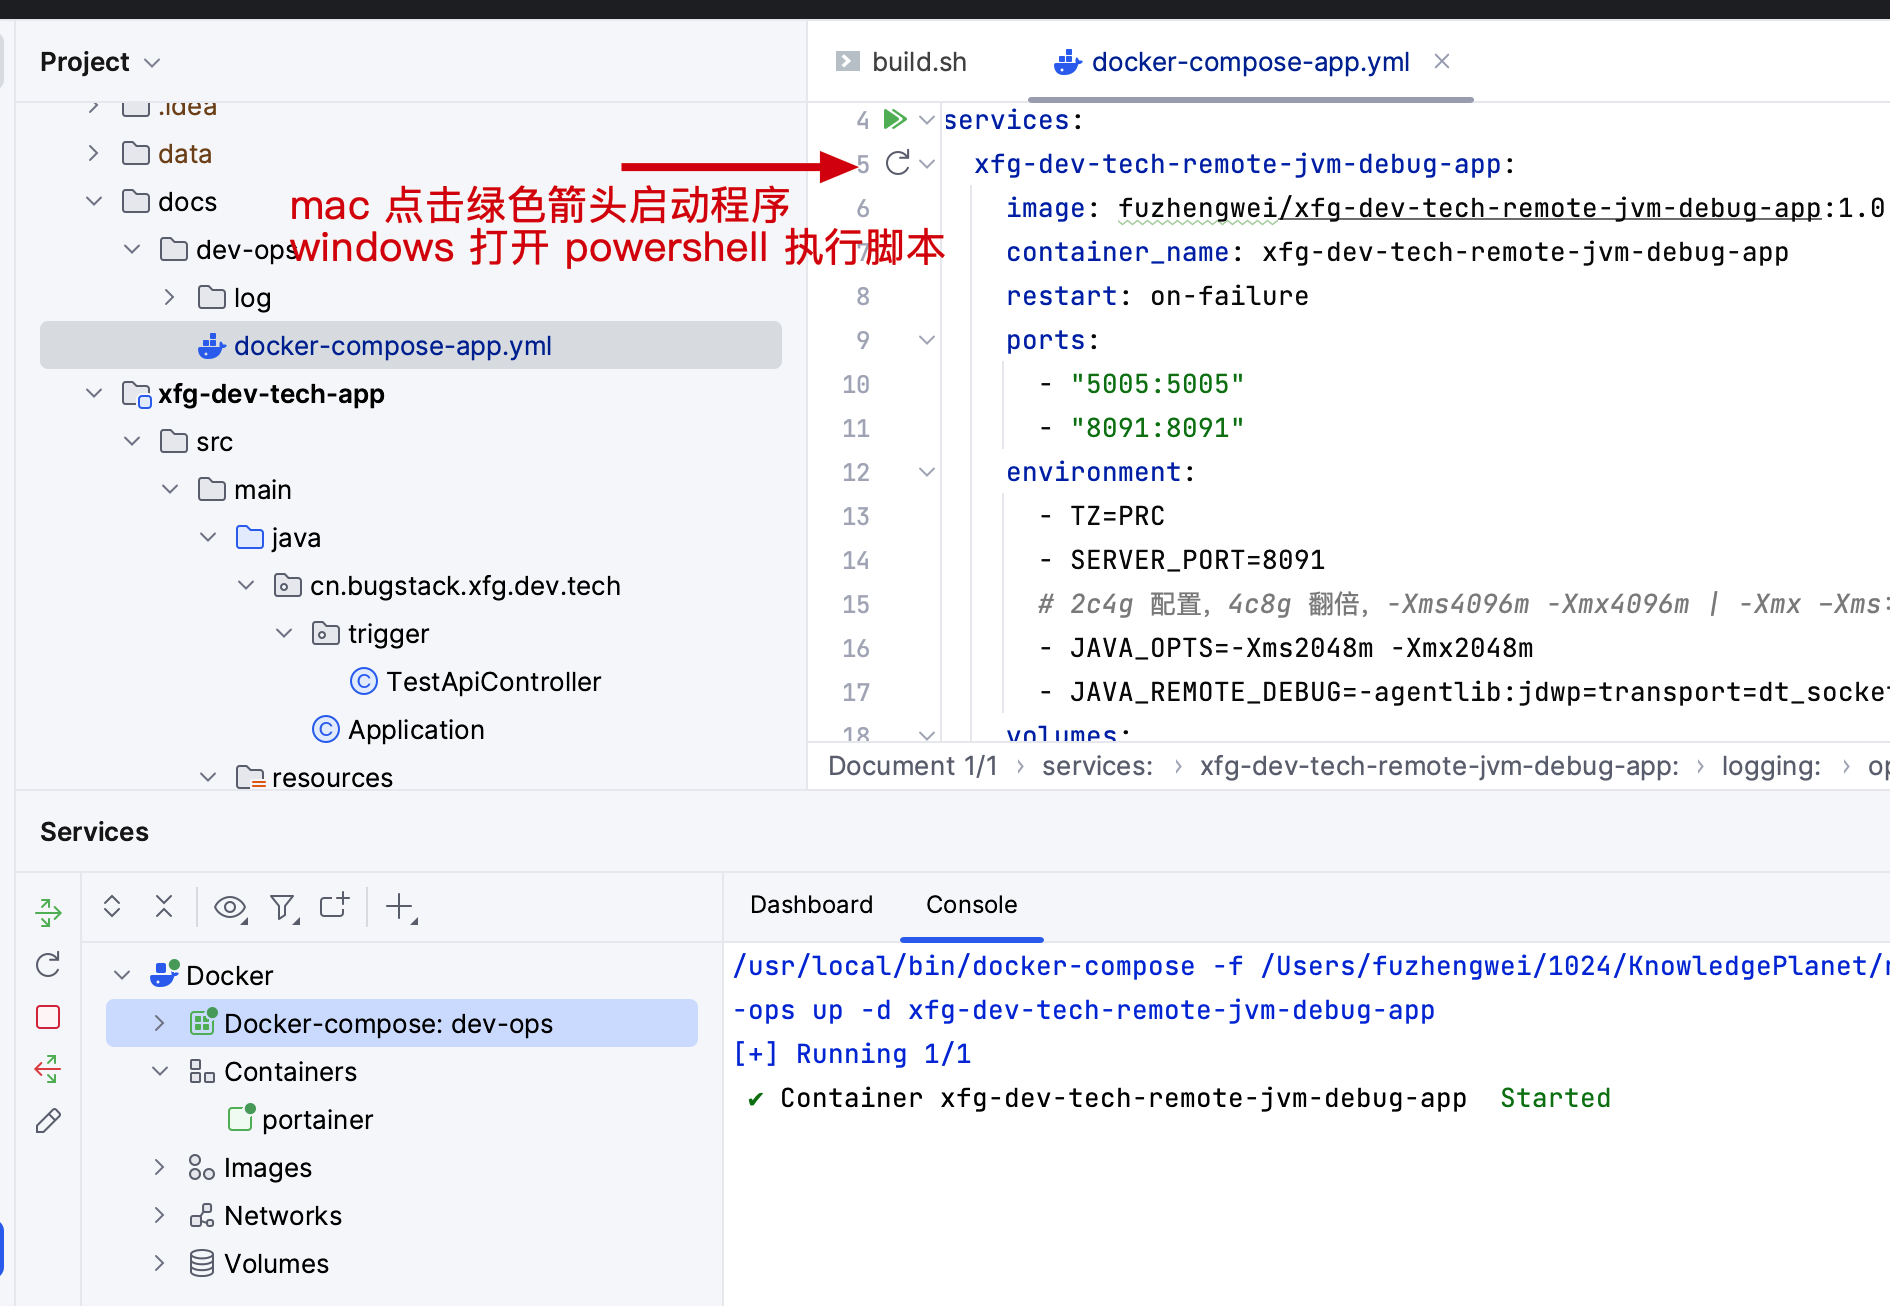 Project
.idea
data
docs
dev-ops
log
docker-compose-app.yml
xfg-dev-tech-app
src
main
java
cn.bugstack.xfg.dev.tech
trigger
TestApiController
Application
resources
mac 点击绿色箭头启动程序
windows 打开 powershell 执行脚本
build.sh
docker-compose-app.yml
4 services:
5 xfg-dev-tech-remote-jvm-debug-app:
6 image: fuzhengwei/xfg-dev-tech-remote-jvm-debug-app:1.0
7 container_name: xfg-dev-tech-remote-jvm-debug-app
8 restart: on-failure
9 ports:
10 - "5005:5005"
11 - "8091:8091"
12 environment:
13 - TZ=PRC
14 - SERVER_PORT=8091
15 # 2c4g 配置，4c8g 翻倍，-Xms4096m -Xmx4096m | -Xmx –Xms:
16 - JAVA_OPTS=-Xms2048m -Xmx2048m
17 - JAVA_REMOTE_DEBUG=-agentlib:jdwp=transport=dt_socket
18 volumes:
Document 1/1 › services: › xfg-dev-tech-remote-jvm-debug-app: › logging: › op
Services
Docker
Docker-compose: dev-ops
Containers
portainer
Images
Networks
Volumes
Dashboard
Console
/usr/local/bin/docker-compose -f /Users/fuzhengwei/1024/KnowledgePlanet/
-ops up -d xfg-dev-tech-remote-jvm-debug-app
[+] Running 1/1
✔ Container xfg-dev-tech-remote-jvm-debug-app Started